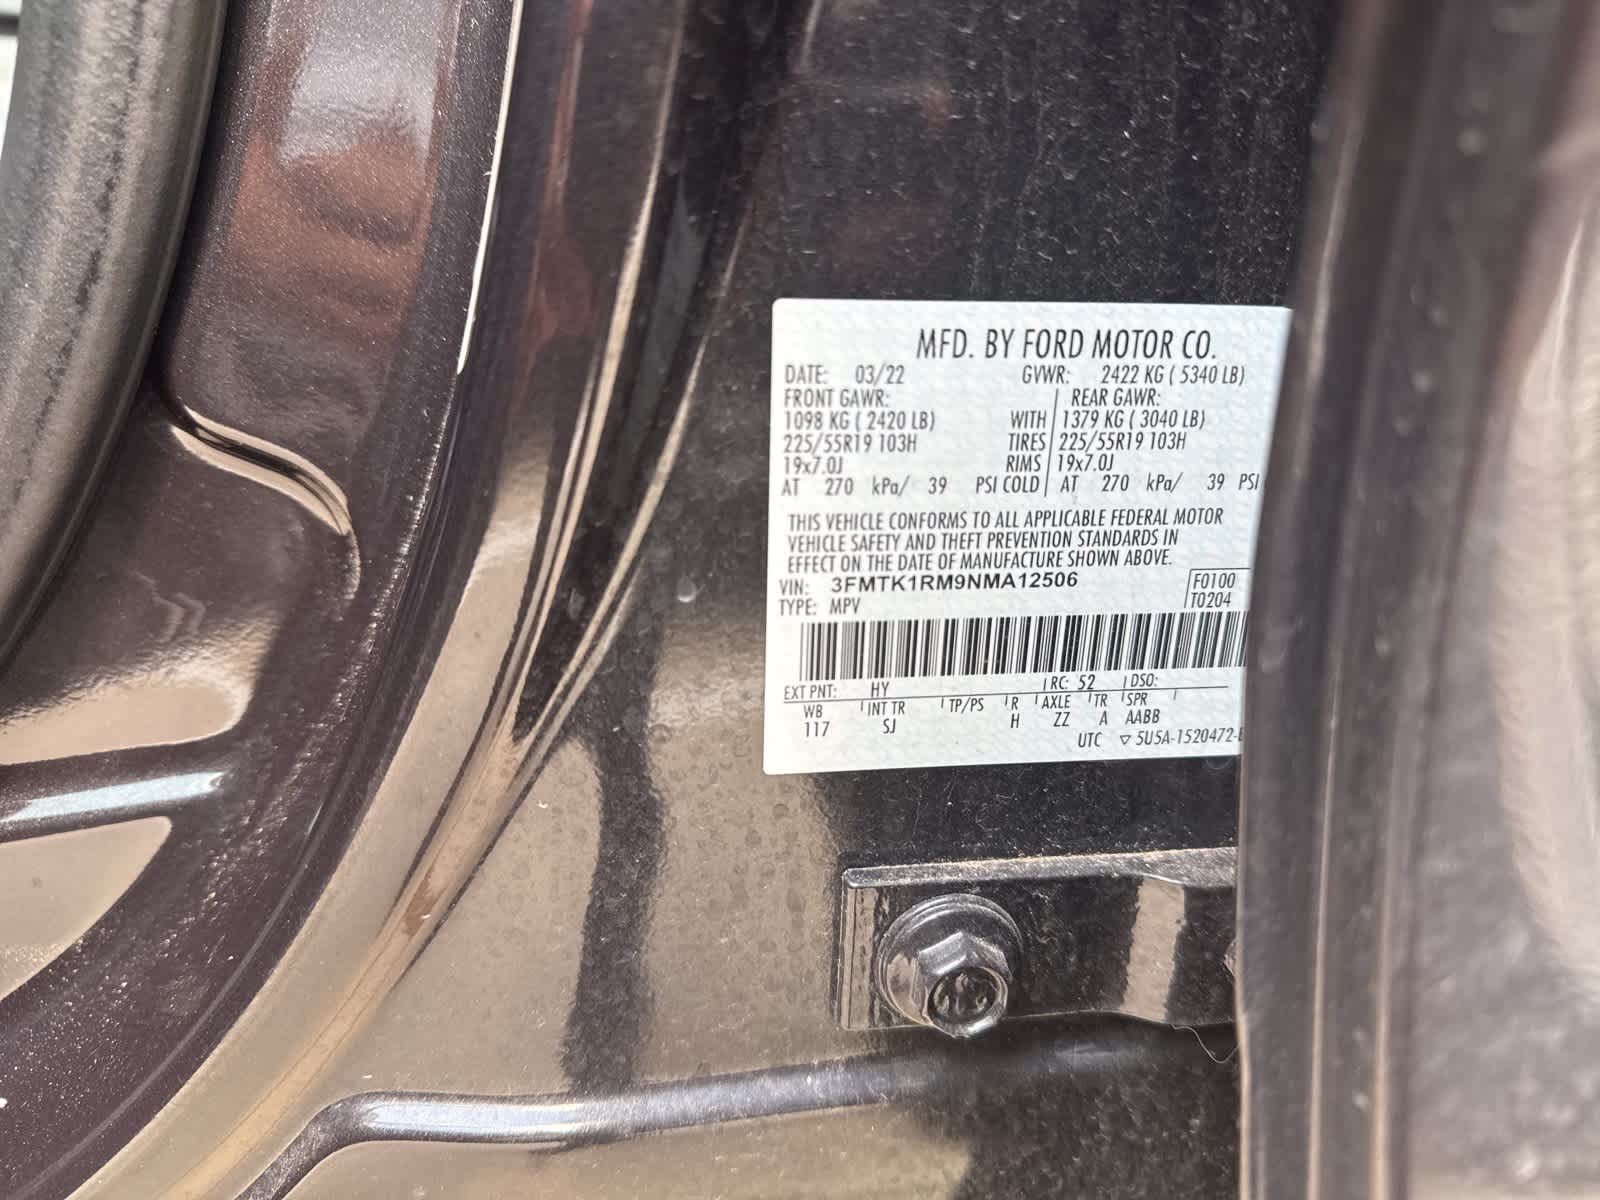 MFD. BY FORD MOTOR CO.
DATE: 03/22 GVWR: 2422 KG ( 5340 LB)
FRONT GAWR: REAR GAWR:
1098 KG ( 2420 LB) WITH 1379 KG ( 3040 LB)
225/55R19 103H TIRES 225/55R19 103H
19x7.0J RIMS 19x7.0J
AT 270 kPa/ 39 PSI COLD AT 270 kPa/ 39 PSI
THIS VEHICLE CONFORMS TO ALL APPLICABLE FEDERAL MOTOR
VEHICLE SAFETY AND THEFT PREVENTION STANDARDS IN
EFFECT ON THE DATE OF MANUFACTURE SHOWN ABOVE.
VIN: 3FMTK1RM9NMA12506 F0100
TYPE: MPV T0204
EXT PNT: HY RC: 52 DSO:
WB INT TR TP/PS R AXLE TR SPR
117 SJ H ZZ A AABB
UTC ▽ 5U5A-1520472-